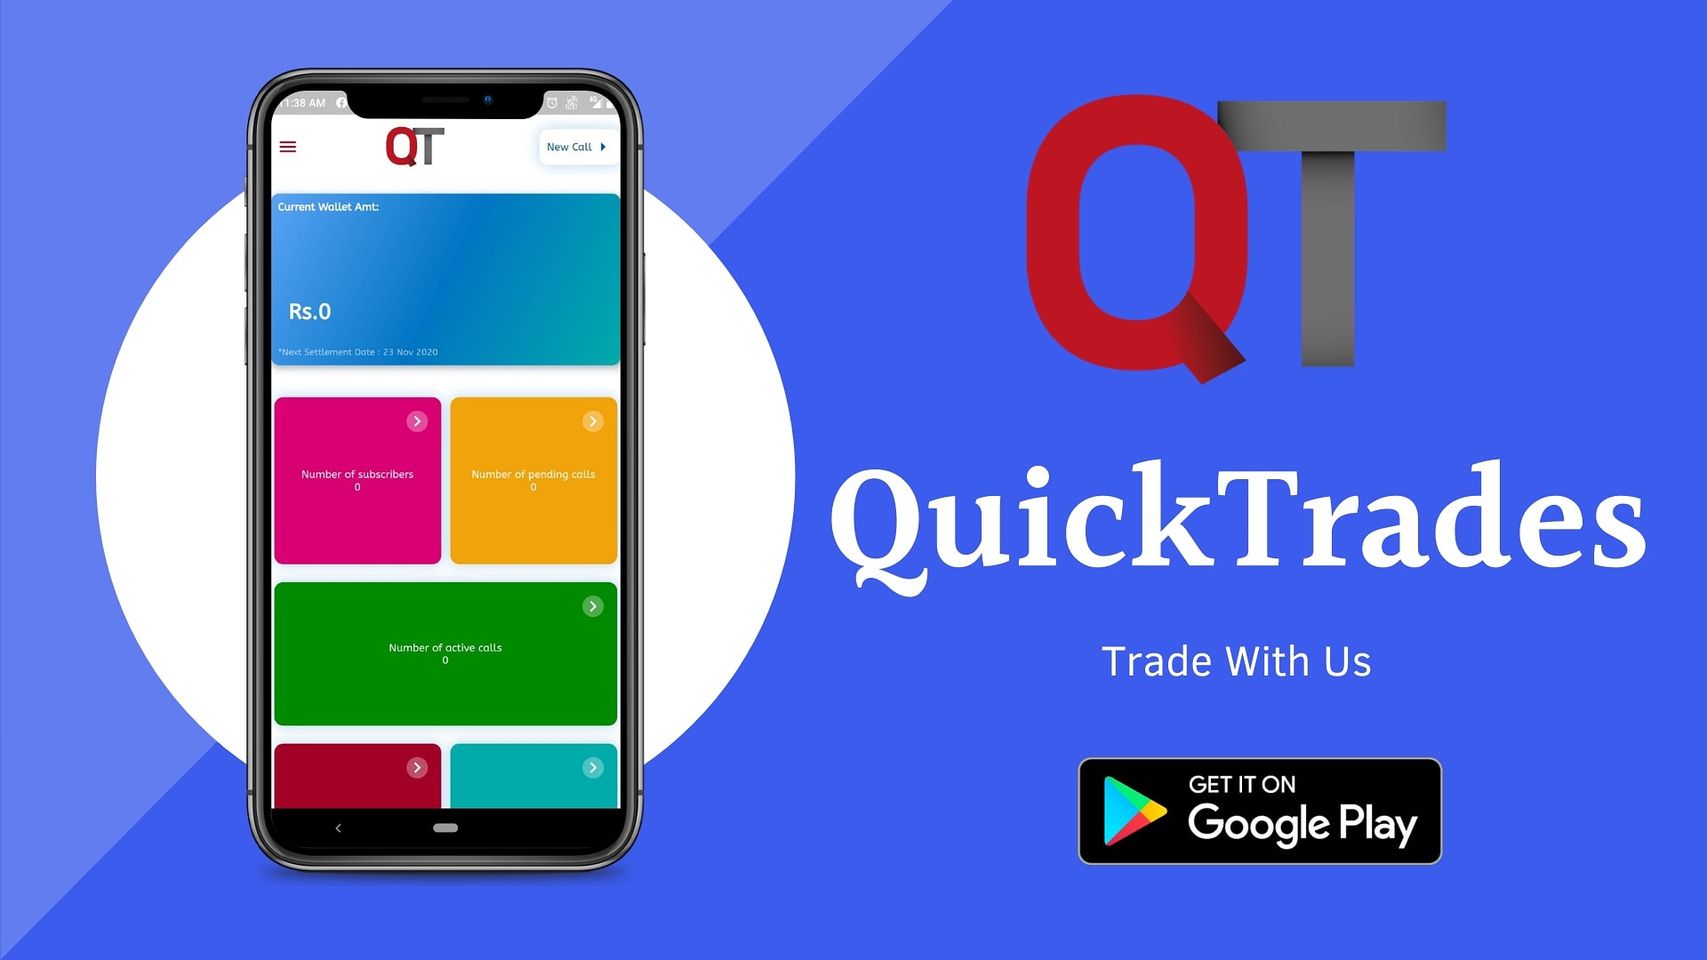 11:38 AM
4G
QT
New Call
Current Wallet Amt:
Rs.0
*Next Settlement Date : 23 Nov 2020
Number of subscribers
0
Number of pending calls
0
Number of active calls
0
QT
QuickTrades
Trade With Us
GET IT ON
Google Play